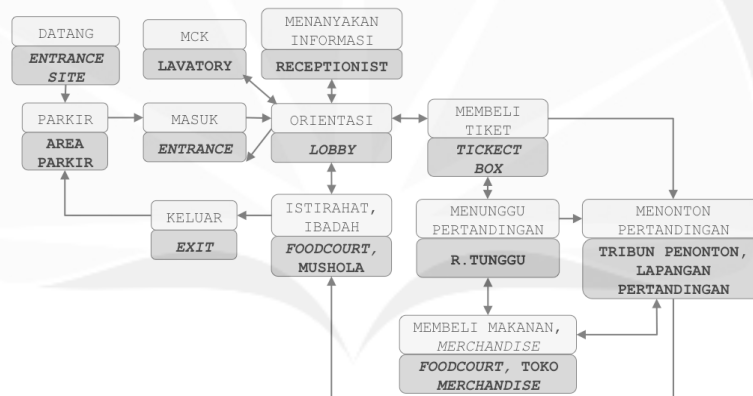 DATANG
ENTRANCE
SITE
MCK
LAVATORY
MENANYAKAN
INFORMASI
RECEPTIONIST
PARKIR
AREA
PARKIR
MASUK
ENTRANCE
ORIENTASI
LOBBY
MEMBELI
TIKET
TICKECT
BOX
KELUAR
EXIT
ISTIRAHAT,
IBADAH
FOODCOURT,
MUSHOLA
MENUNGGU
PERTANDINGAN
R.TUNGGU
MENONTON
PERTANDINGAN
TRIBUN PENONTON,
LAPANGAN
PERTANDINGAN
MEMBELI MAKANAN,
MERCHANDISE
FOODCOURT, TOKO
MERCHANDISE